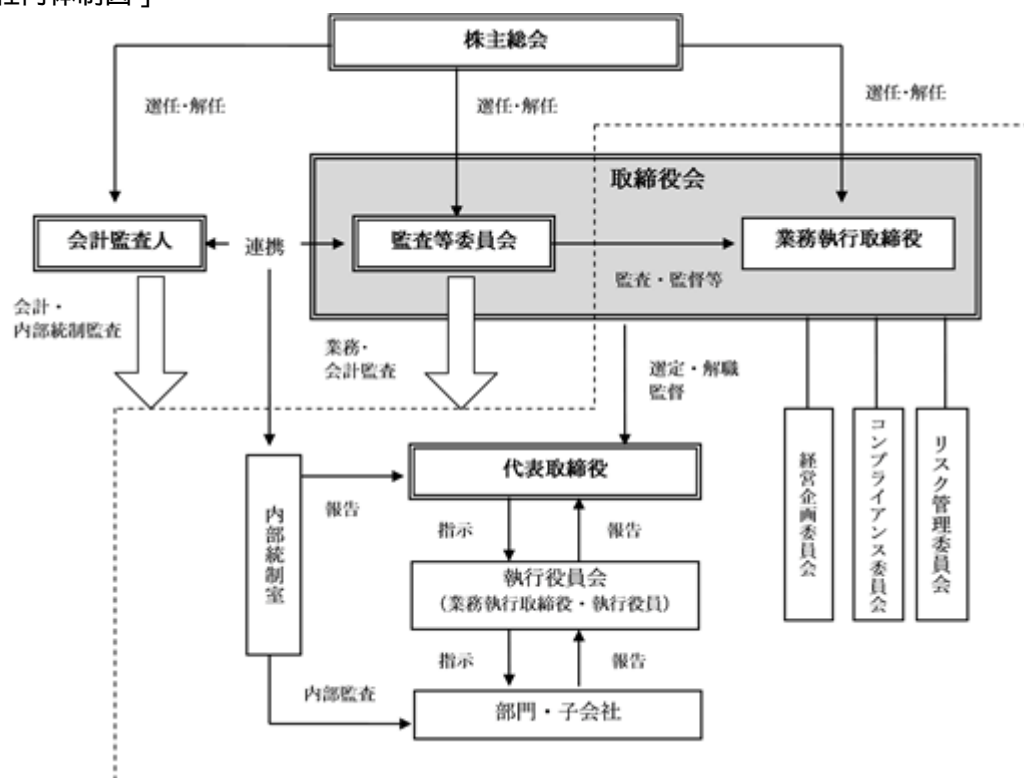 社内体制図］
株主総会
選任・解任
選任・解任
選任・解任
取締役会
会計監査人
連携
監査等委員会
業務執行取締役
監査・監督等
会計・
内部統制監査
業務・
会計監査
選定・解職
監督
代表取締役
報告
指示
報告
内部統制室
執行役員会
（業務執行取締役・執行役員）
指示
報告
内部監査
部門・子会社
経営企画委員会
コンプライアンス委員会
リスク管理委員会